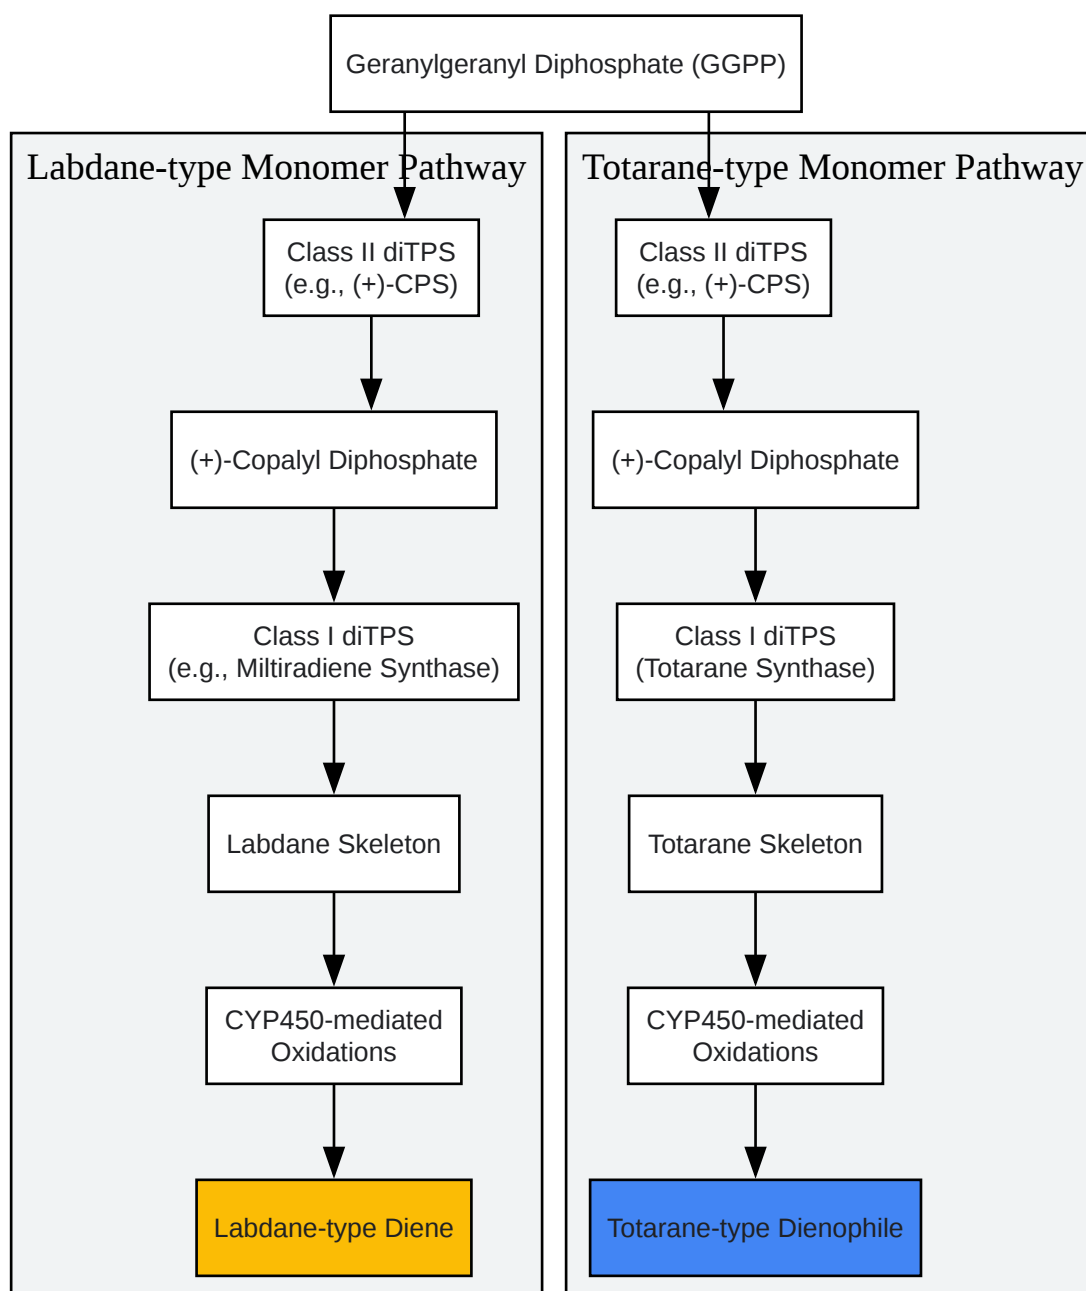 Geranylgeranyl Diphosphate (GGPP)
Labdane-type Monomer Pathway
Class II diTPS
(e.g., (+)-CPS)
(+)-Copalyl Diphosphate
Class I diTPS
(e.g., Miltiradiene Synthase)
Labdane Skeleton
CYP450-mediated
Oxidations
Labdane-type Diene
Totarane-type Monomer Pathway
Class II diTPS
(e.g., (+)-CPS)
(+)-Copalyl Diphosphate
Class I diTPS
(Totarane Synthase)
Totarane Skeleton
CYP450-mediated
Oxidations
Totarane-type Dienophile